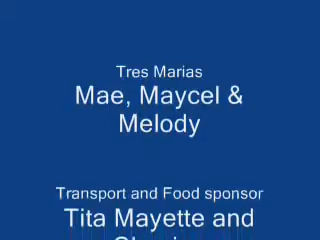 Tres Marias
Mae, Maycel &
Melody
Transport and Food sponsor
Tita Mayette and